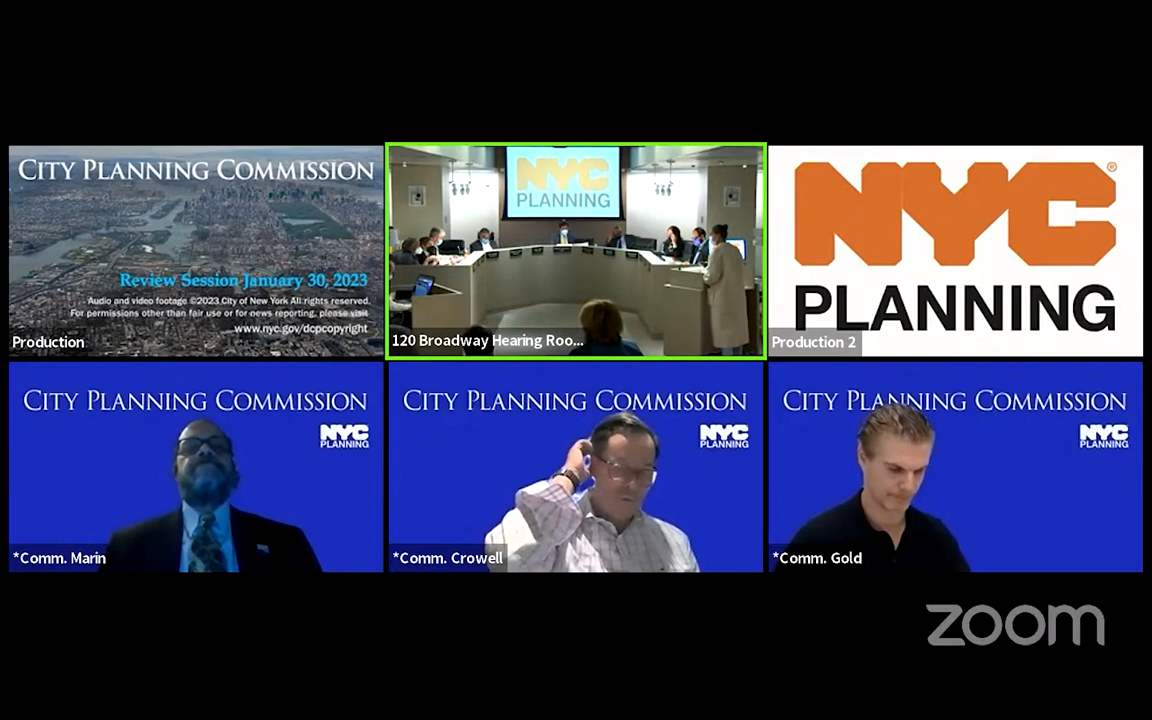 CITY PLANNING COMMISSION
Review Session January 30, 2023
Audio and video footage ©2023 City of New York All rights reserved.
For permissions other than fair use or for news reporting, please visit
www.nyc.gov/dcpcopyright
Production
NYC
PLANNING
120 Broadway Hearing Roo...
NYC®
PLANNING
Production 2
CITY PLANNING COMMISSION
NYC
PLANNING
*Comm. Marin
CITY PLANNING COMMISSION
NYC
PLANNING
*Comm. Crowell
CITY PLANNING COMMISSION
NYC
PLANNING
*Comm. Gold
zoom